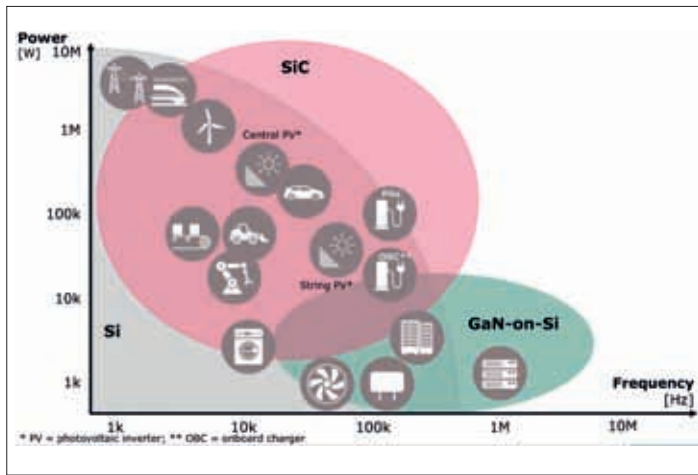 Power
[W]
10M
SiC
1M
Central PV*
100k
OBC**
String PV*
10k
Si
GaN-on-Si
1k
Frequency
[Hz]
1k
10k
100k
1M
10M
* PV = photovoltaic inverter; ** OBC = onboard charger